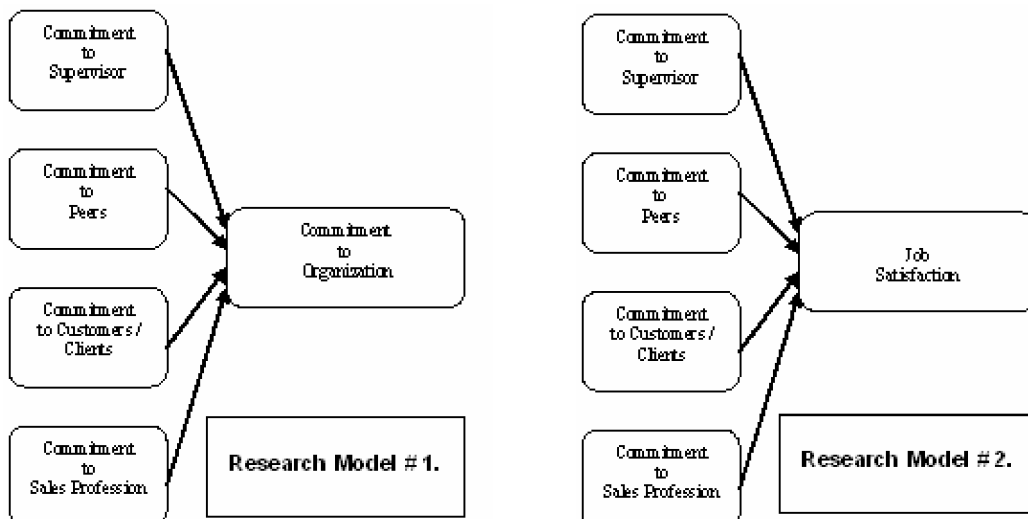 Commitment
to
Supervisor
Commitment
to
Peers
Commitment
to
Organization
Commitment
to Customers /
Clients
Commitment
to
Sales Profession
Research Model #1.
Commitment
to
Supervisor
Commitment
to
Peers
Job
Satisfaction
Commitment
to Customers /
Clients
Commitment
to
Sales Profession
Research Model #2.